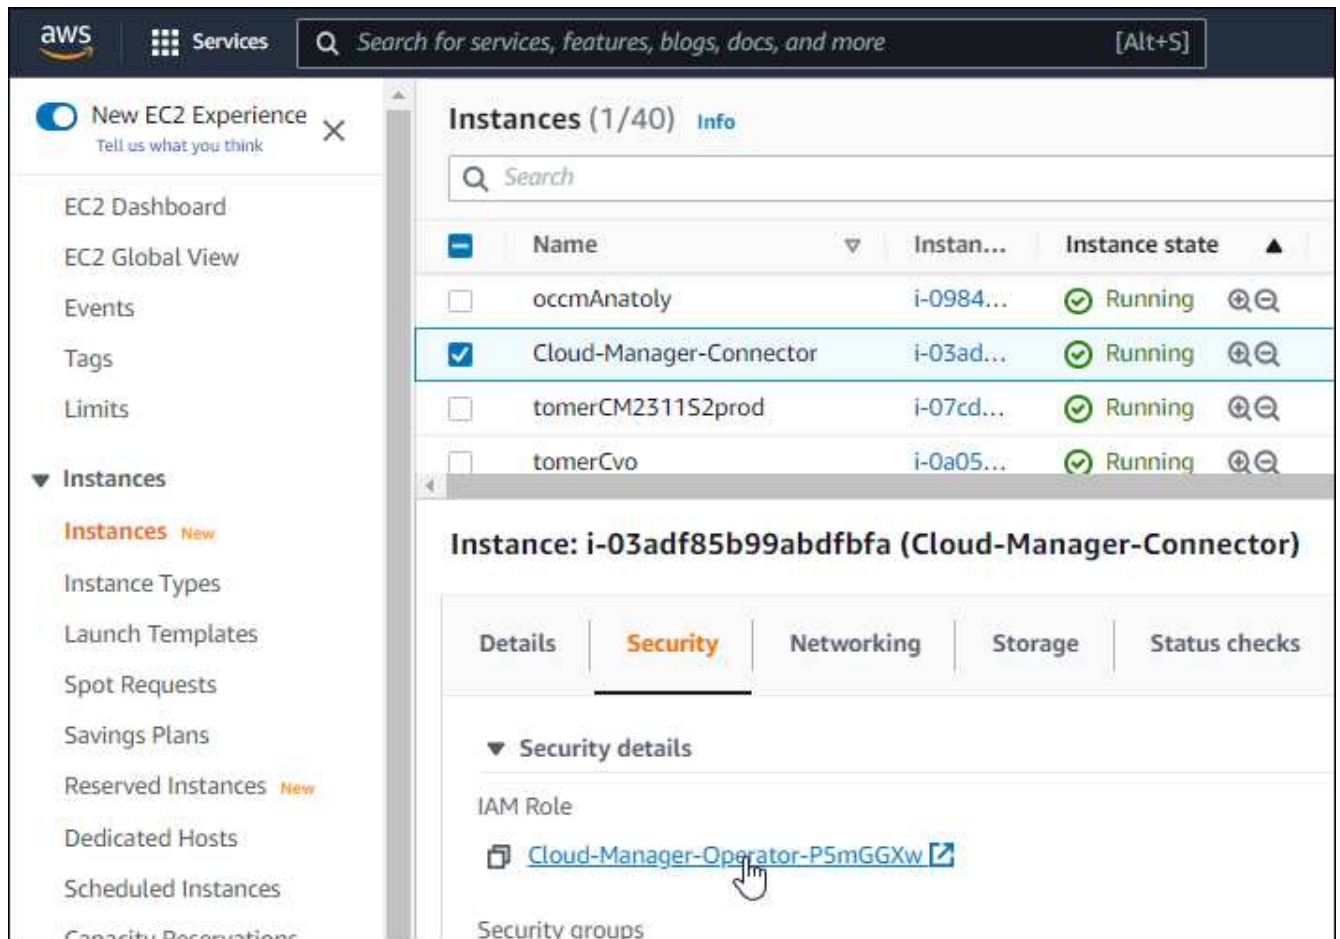 aws
Services
Search for services, features, blogs, docs, and more
[Alt+S]
New EC2 Experience
Tell us what you think
EC2 Dashboard
EC2 Global View
Events
Tags
Limits
Instances
Instances New
Instance Types
Launch Templates
Spot Requests
Savings Plans
Reserved Instances New
Dedicated Hosts
Scheduled Instances
Capacity Reservations
Instances (1/40) Info
Search
Name Instan... Instance state
occmAnatoly i-0984... Running
Cloud-Manager-Connector i-03ad... Running
tomerCM2311S2prod i-07cd... Running
tomerCvo i-0a05... Running
Instance: i-03adf85b99abdfbfa (Cloud-Manager-Connector)
Details Security Networking Storage Status checks
Security details
IAM Role
Cloud-Manager-Operator-P5mGGXw
Security groups